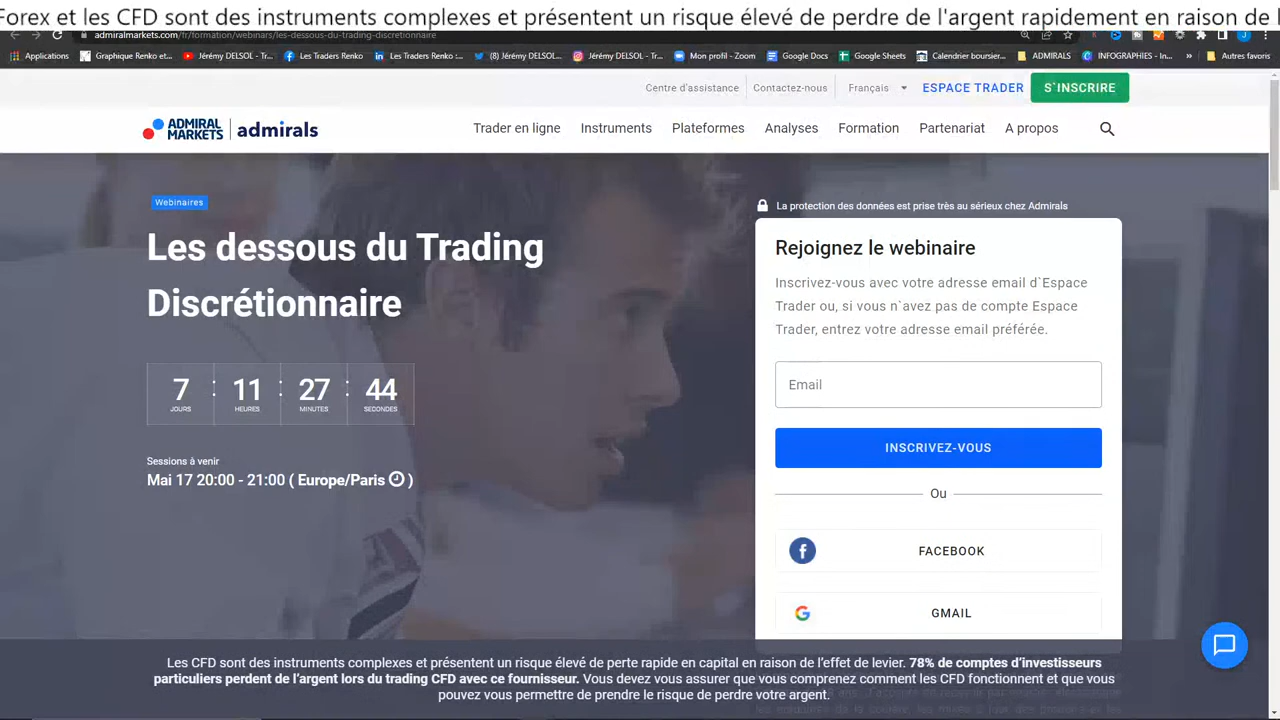 Forex et les CFD sont des instruments complexes et présentent un risque élevé de perdre de l'argent rapidement en raison de l
admiralmarkets.com/fr/formation/webinars/les-dessous-du-trading-discretionnaire
Applications Graphique Renko et... Jérémy DELSOL - Tr... Les Traders Renko Les Traders Renko :... (8) Jérémy DELSOL... Jérémy DELSOL - Tr... Mon profil - Zoom Google Docs Google Sheets Calendrier boursier... ADMIRALS INFOGRAPHIES - In... » Autres favoris
Centre d'assistance Contactez-nous Français ESPACE TRADER S`INSCRIRE
ADMIRAL MARKETS admirals Trader en ligne Instruments Plateformes Analyses Formation Partenariat A propos
Webinaires
La protection des données est prise très au sérieux chez Admirals
Les dessous du Trading
Discrétionnaire
Rejoignez le webinaire
Inscrivez-vous avec votre adresse email d`Espace
Trader ou, si vous n`avez pas de compte Espace
Trader, entrez votre adresse email préférée.
7 : 11 : 27 : 44
JOURS HEURES MINUTES SECONDES
Email
INSCRIVEZ-VOUS
Sessions à venir
Mai 17 20:00 - 21:00 ( Europe/Paris )
Ou
FACEBOOK
GMAIL
Les CFD sont des instruments complexes et présentent un risque élevé de perte rapide en capital en raison de l’effet de levier. 78% de comptes d’investisseurs
particuliers perdent de l’argent lors du trading CFD avec ce fournisseur. Vous devez vous assurer que vous comprenez comment les CFD fonctionnent et que vous
pouvez vous permettre de prendre le risque de perdre votre argent.